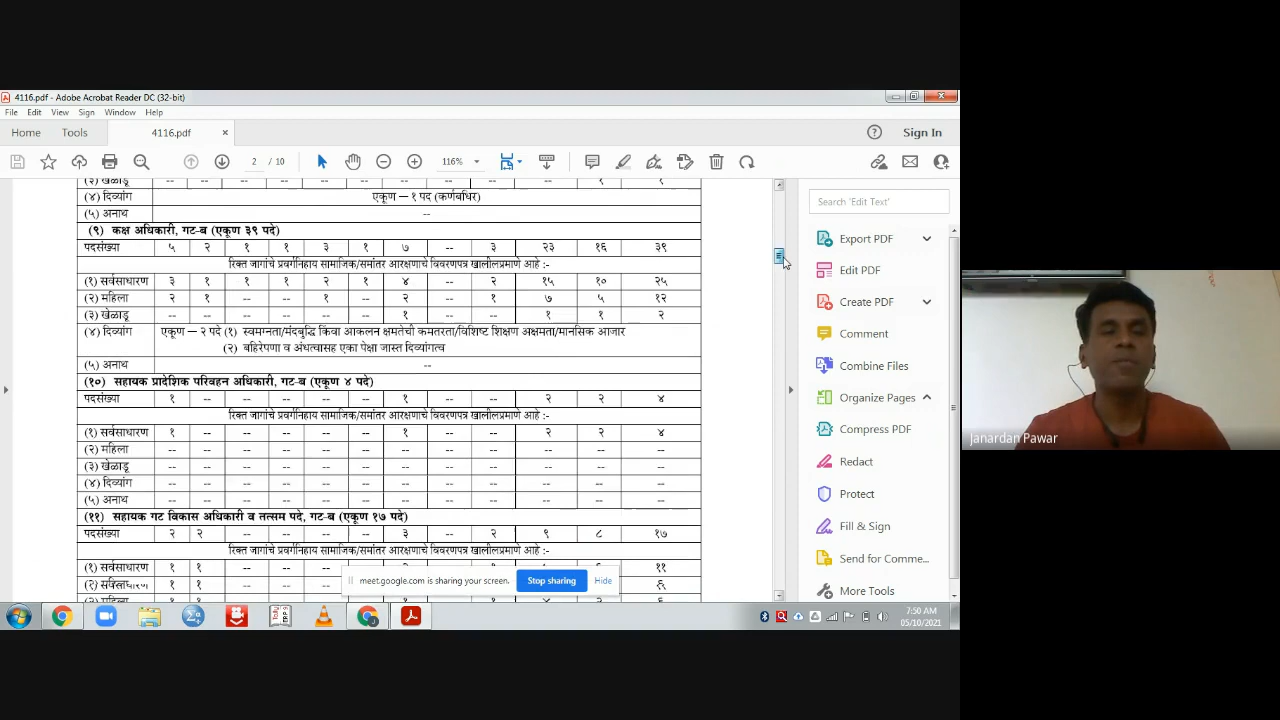 4116.pdf - Adobe Acrobat Reader DC (32-bit)
File Edit View Sign Window Help
Home Tools 4116.pdf × Sign In
2 / 10 116%
(३) खेळाडू -- -- -- -- -- -- -- -- -- -- १ १
(४) दिव्यांग एकूण — १ पद (कर्णबधिर)
(५) अनाथ --
(९) कक्ष अधिकारी, गट-ब (एकूण ३९ पदे)
पदसंख्या ५ २ १ १ ३ १ ७ -- ३ २३ १६ ३९
रिक्त जागांचे प्रवर्गनिहाय सामाजिक/समांतर आरक्षणाचे विवरणपत्र खालीलप्रमाणे आहे :-
(१) सर्वसाधारण ३ १ १ १ २ १ ४ -- २ १५ १० २५
(२) महिला २ १ -- -- १ -- २ -- १ ७ ५ १२
(३) खेळाडू -- -- -- -- -- -- १ -- -- १ १ २
(४) दिव्यांग एकूण — २ पदे (१) स्वमग्नता/मंदबुद्धि किंवा आकलन क्षमतेची कमतरता/विशिष्ट शिक्षण अक्षमता/मानसिक आजार
(२) बहिरेपणा व अंधत्वासह एका पेक्षा जास्त दिव्यांगत्व
(५) अनाथ --
(१०) सहायक प्रादेशिक परिवहन अधिकारी, गट-ब (एकूण ४ पदे)
पदसंख्या १ -- -- -- -- -- १ -- -- २ २ ४
रिक्त जागांचे प्रवर्गनिहाय सामाजिक/समांतर आरक्षणाचे विवरणपत्र खालीलप्रमाणे आहे :-
(१) सर्वसाधारण १ -- -- -- -- -- १ -- -- २ २ ४
(२) महिला -- -- -- -- -- -- -- -- -- -- -- --
(३) खेळाडू -- -- -- -- -- -- -- -- -- -- -- --
(४) दिव्यांग -- -- -- -- -- -- -- -- -- -- -- --
(५) अनाथ -- -- -- -- -- -- -- -- -- -- -- --
(११) सहायक गट विकास अधिकारी व तत्सम पदे, गट-ब (एकूण १७ पदे)
पदसंख्या २ २ -- -- -- -- ३ -- २ ९ ८ १७
रिक्त जागांचे प्रवर्गनिहाय सामाजिक/समांतर आरक्षणाचे विवरणपत्र खालीलप्रमाणे आहे :-
(१) सर्वसाधारण १ १ -- -- -- -- ११
१ १ -- --
Search 'Edit Text'
Export PDF
Edit PDF
Create PDF
Comment
Combine Files
Organize Pages
Compress PDF
Redact
Protect
Fill & Sign
Send for Comme...
More Tools
meet.google.com is sharing your screen. Stop sharing Hide
7:50 AM
05/10/2021
Janardan Pawar